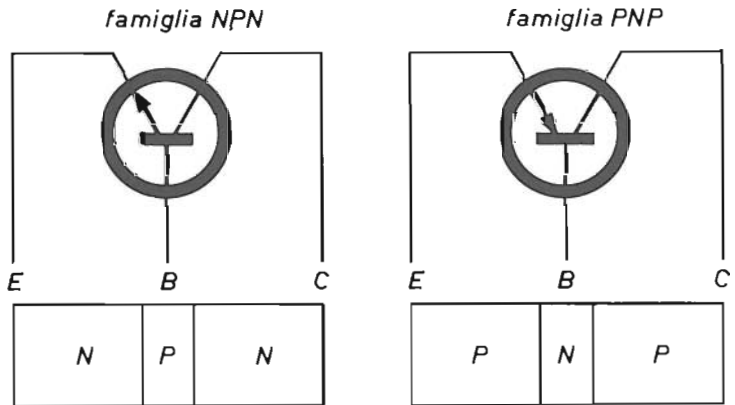 famiglia NPN
famiglia PNP
E B C
E B C
N P N
P N P